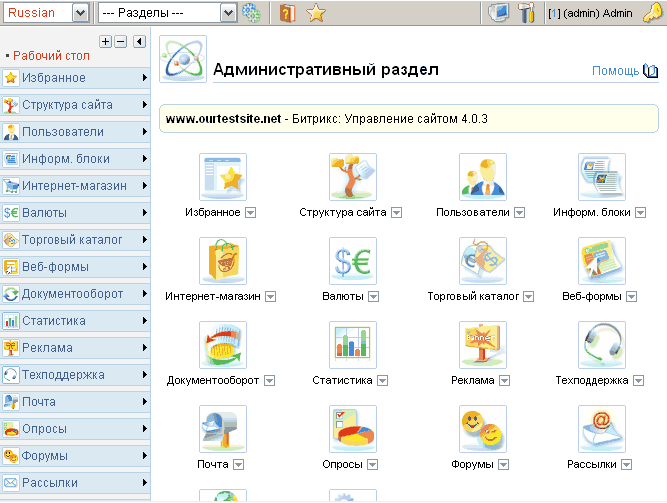 Russian --- Разделы --- [1] (admin) Admin
Рабочий стол
Избранное
Структура сайта
Пользователи
Информ. блоки
Интернет-магазин
Валюты
Торговый каталог
Веб-формы
Документооборот
Статистика
Реклама
Техподдержка
Почта
Опросы
Форумы
Рассылки
Административный раздел
Помощь
www.ourtestsite.net - Битрикс: Управление сайтом 4.0.3
Избранное Структура сайта Пользователи Информ. блоки
Интернет-магазин Валюты Торговый каталог Веб-формы
Banner
Документооборот Статистика Реклама Техподдержка
Почта Опросы Форумы Рассылки